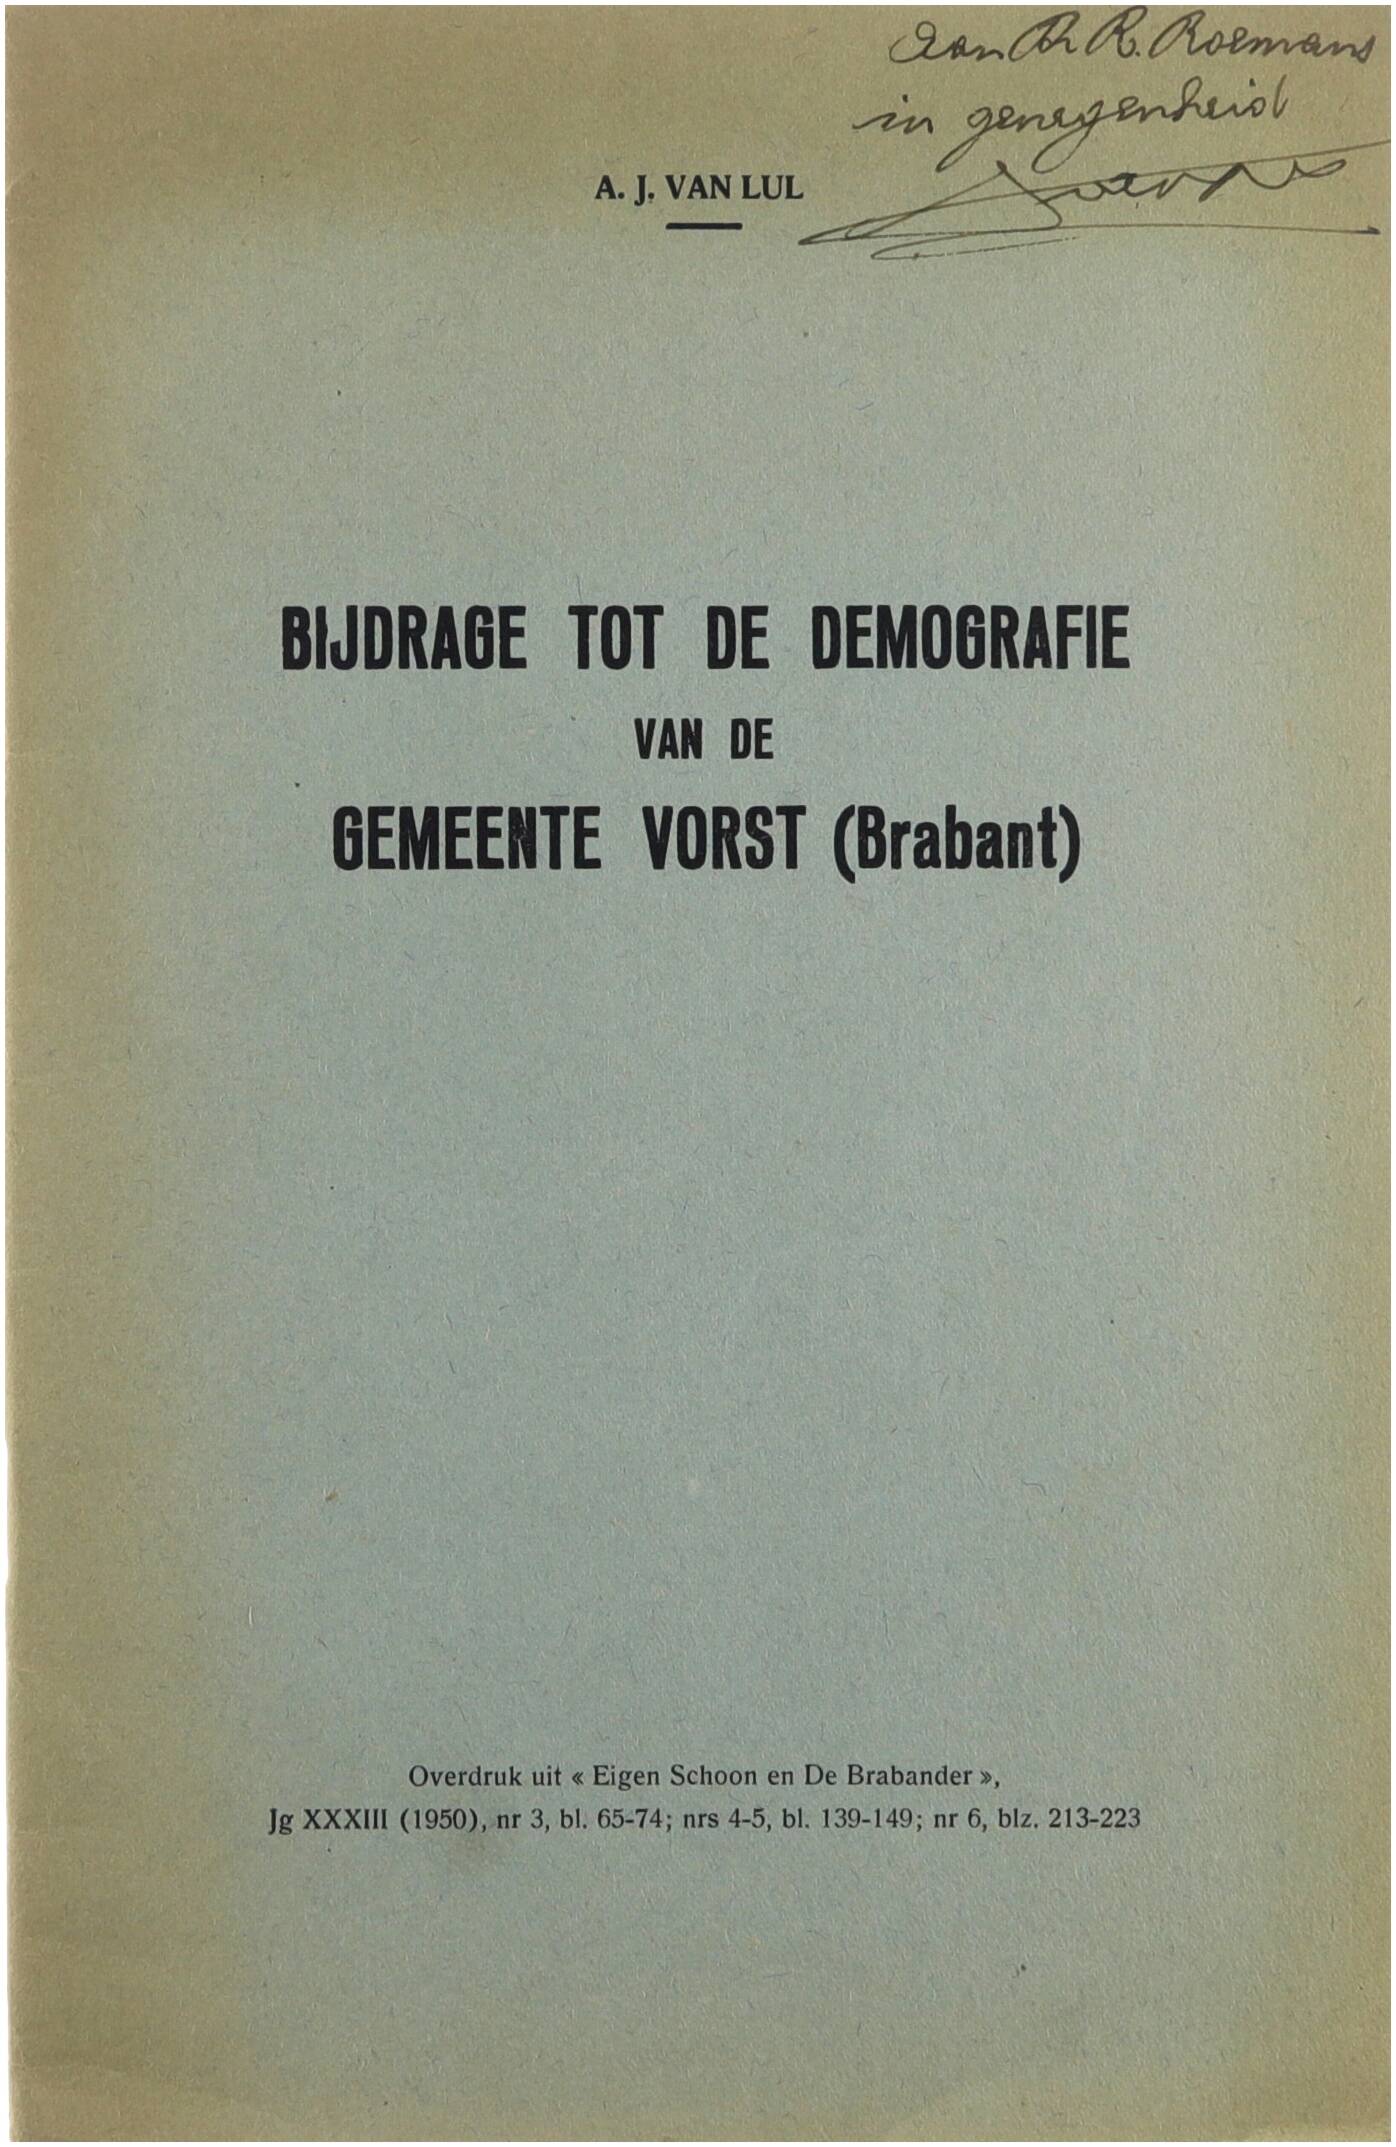 Aan Dr R. Roemans
in genegenheid
A. J. VAN LUL
BIJDRAGE TOT DE DEMOGRAFIE
VAN DE
GEMEENTE VORST (Brabant)
Overdruk uit « Eigen Schoon en De Brabander »,
Jg XXXIII (1950), nr 3, bl. 65-74; nrs 4-5, bl. 139-149; nr 6, blz. 213-223